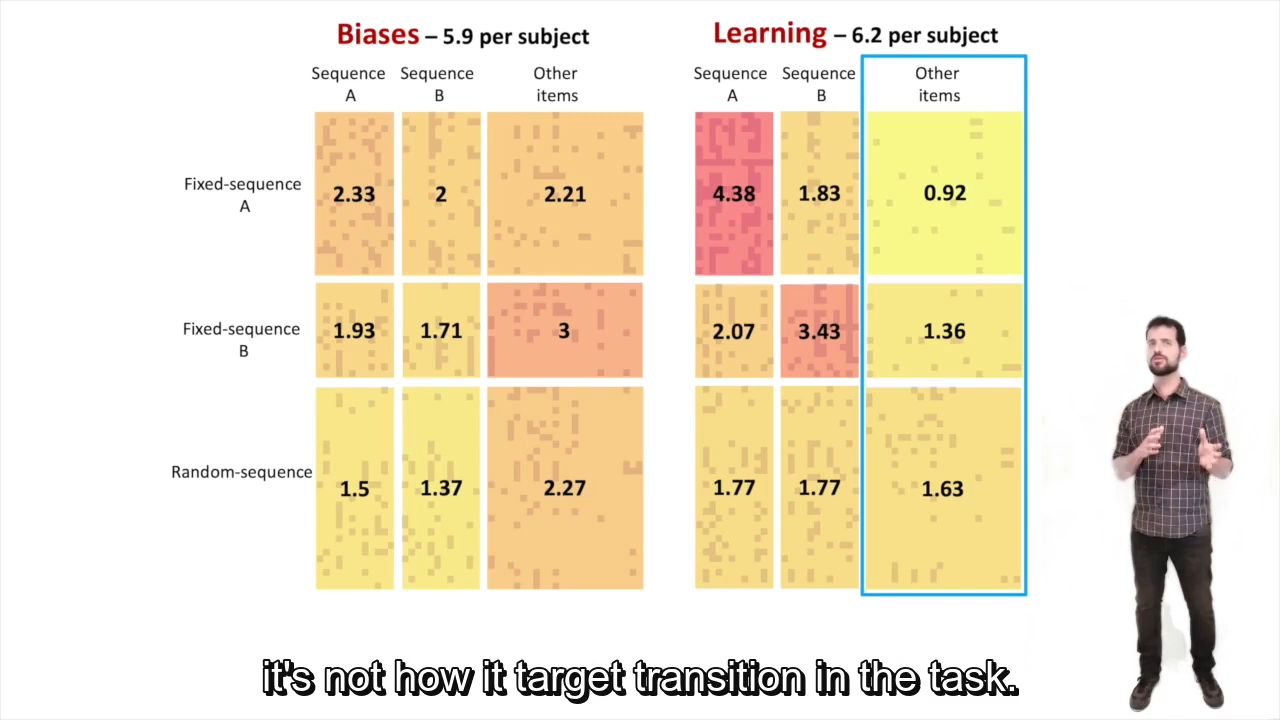 Biases – 5.9 per subject
Learning – 6.2 per subject
Sequence A
Sequence B
Other items
Sequence A
Sequence B
Other items
Fixed-sequence A
2.33
2
2.21
4.38
1.83
0.92
Fixed-sequence B
1.93
1.71
3
2.07
3.43
1.36
Random-sequence
1.5
1.37
2.27
1.77
1.77
1.63
it's not how it target transition in the task.